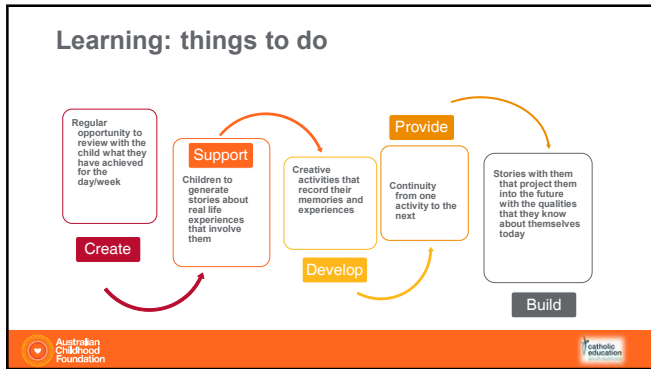 Learning: things to do
Regular
opportunity to
review with the
child what they
have achieved
for the
day/week
Create
Support
Children to
generate
stories about
real life
experiences
that involve
them
Creative
activities that
record their
memories and
experiences
Develop
Provide
Continuity
from one
activity to the
next
Stories with them
that project them
into the future
with the qualities
that they know
about themselves
today
Build
Australian
Childhood
Foundation
catholic
education